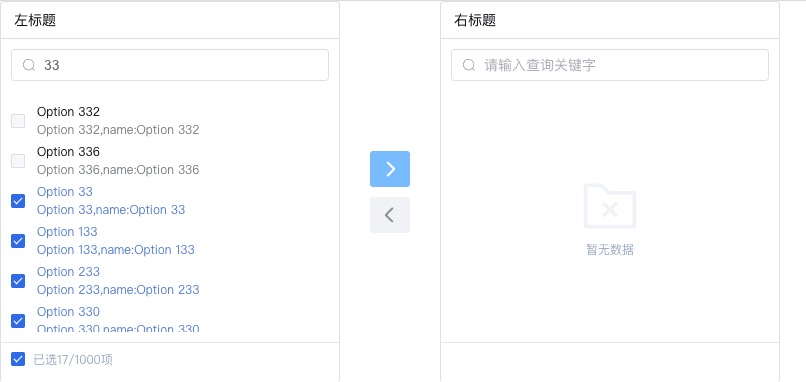 左标题
33
Option 332
Option 332,name:Option 332
Option 336
Option 336,name:Option 336
Option 33
Option 33,name:Option 33
Option 133
Option 133,name:Option 133
Option 233
Option 233,name:Option 233
Option 330
Option 330,name:Option 330
已选17/1000项
右标题
请输入查询关键字
暂无数据